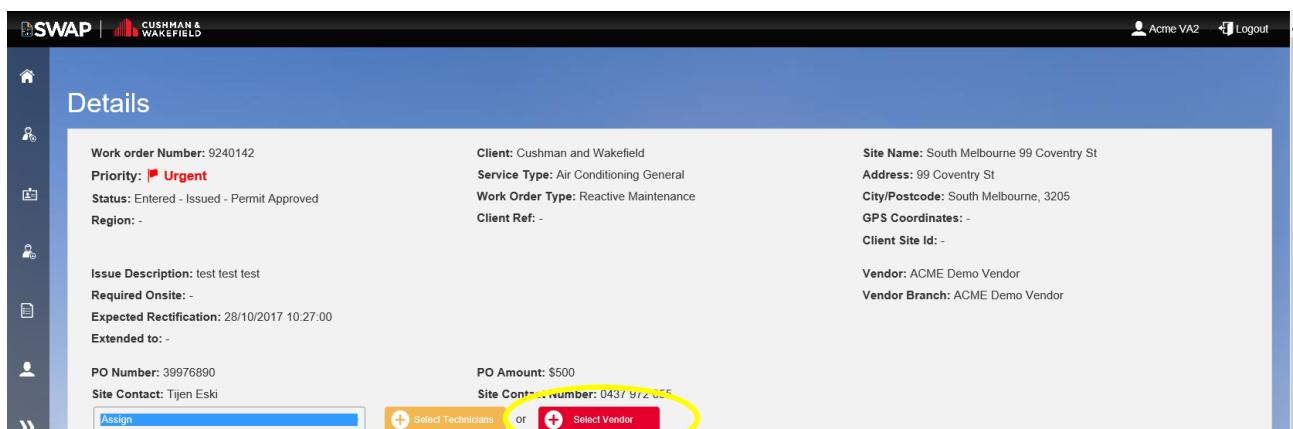 SWAP CUSHMAN & WAKEFIELD Acme VA2 Logout
Details
Work order Number: 9240142 Client: Cushman and Wakefield Site Name: South Melbourne 99 Coventry St
Priority: Urgent Service Type: Air Conditioning General Address: 99 Coventry St
Status: Entered - Issued - Permit Approved Work Order Type: Reactive Maintenance City/Postcode: South Melbourne, 3205
Region: - Client Ref: - GPS Coordinates: -
Client Site Id: -
Issue Description: test test test Vendor: ACME Demo Vendor
Required Onsite: - Vendor Branch: ACME Demo Vendor
Expected Rectification: 28/10/2017 10:27:00
Extended to: -
PO Number: 39976890 PO Amount: $500
Site Contact: Tijen Eski Site Contact Number: 0437 972
Assign Select Technicians or Select Vendor